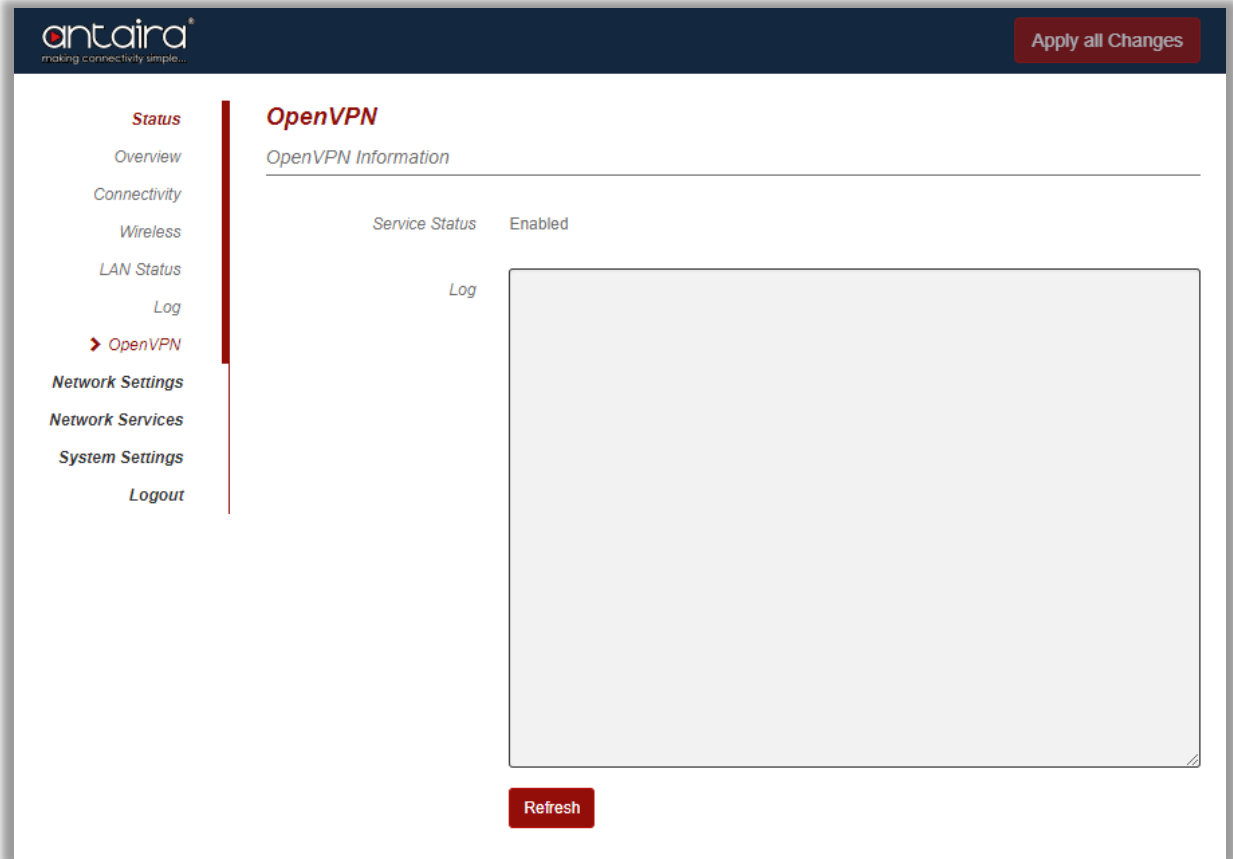 antaira®
making connectivity simple...
Apply all Changes
Status
Overview
Connectivity
Wireless
LAN Status
Log
OpenVPN
Network Settings
Network Services
System Settings
Logout
OpenVPN
OpenVPN Information
Service Status Enabled
Log
Refresh